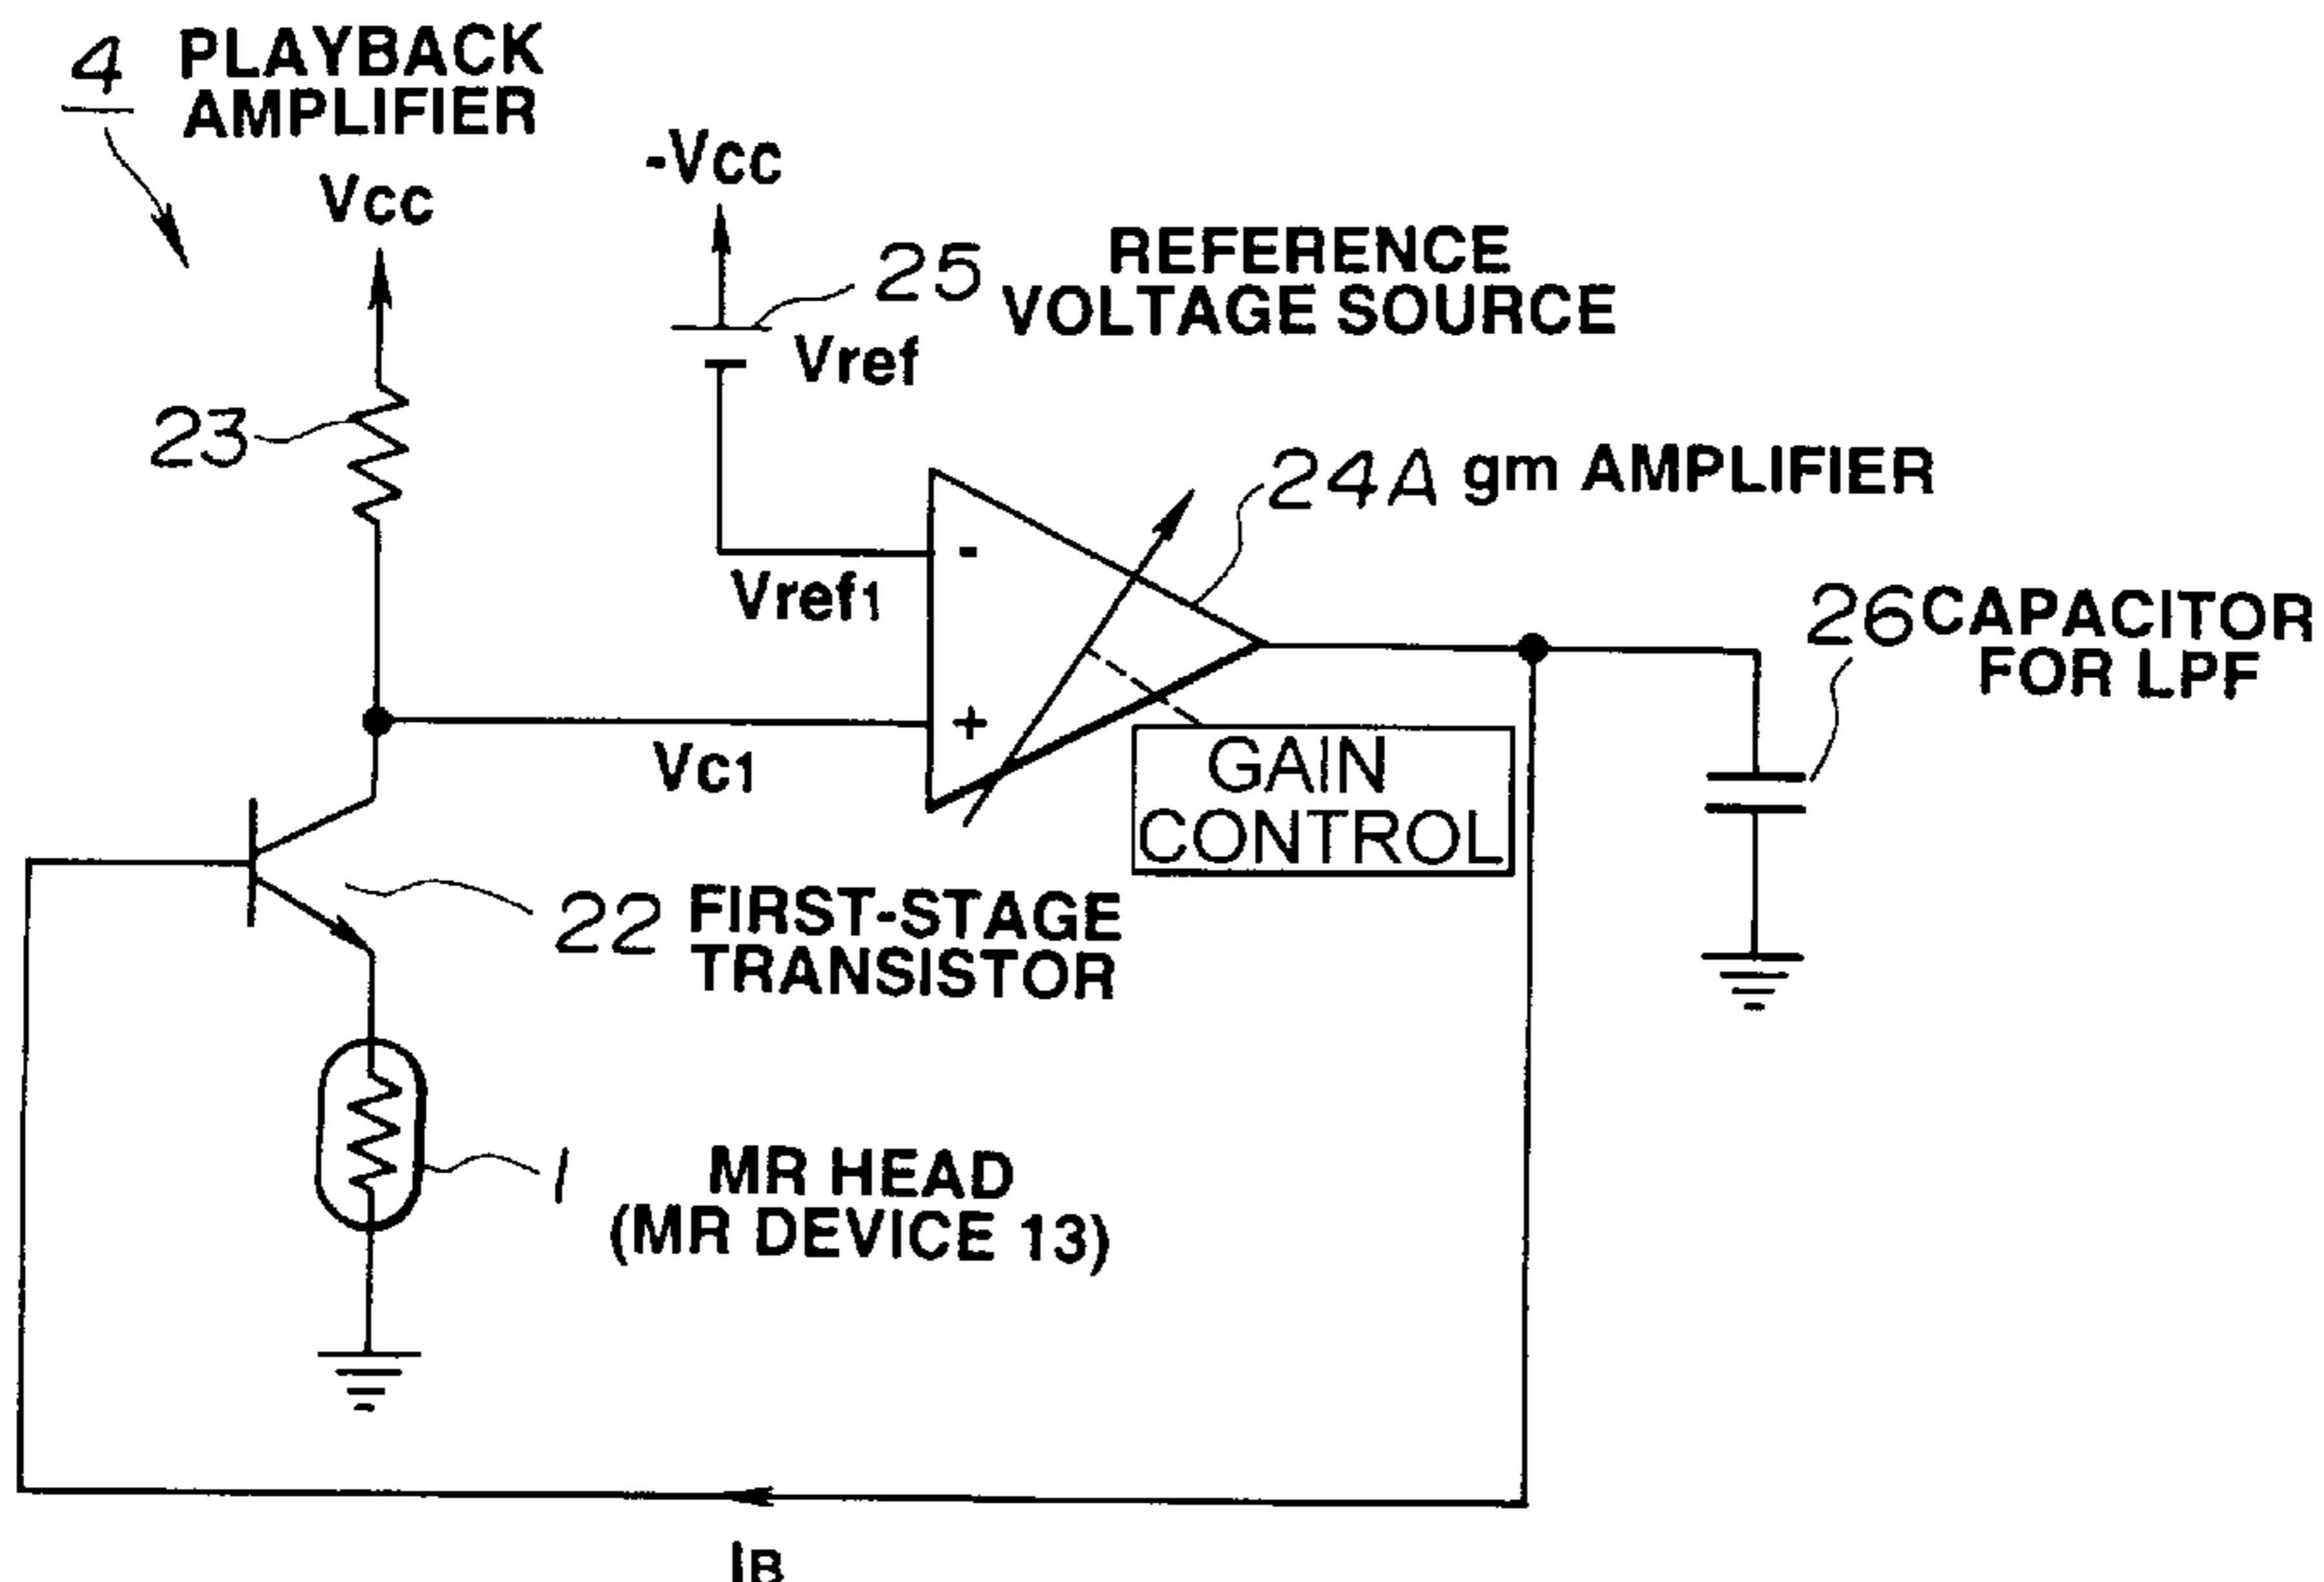 4 PLAYBACK
AMPLIFIER
Vcc
-Vcc
25 REFERENCE
VOLTAGE SOURCE
Vref
23
24A gm AMPLIFIER
-
Vref1
26 CAPACITOR
FOR LPF
+
Vc1
GAIN
CONTROL
22 FIRST-STAGE
TRANSISTOR
1 MR HEAD
(MR DEVICE 13)
IB